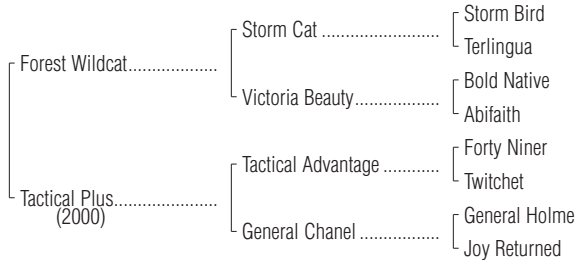 Storm Bird
Storm Cat ........................
Terlingua
Forest Wildcat..................
Bold Native
Victoria Beauty.................
Abifaith
Forty Niner
Tactical Advantage ...........
Twitchet
Tactical Plus.....................
(2000)
General Holme
General Chanel ................
Joy Returned